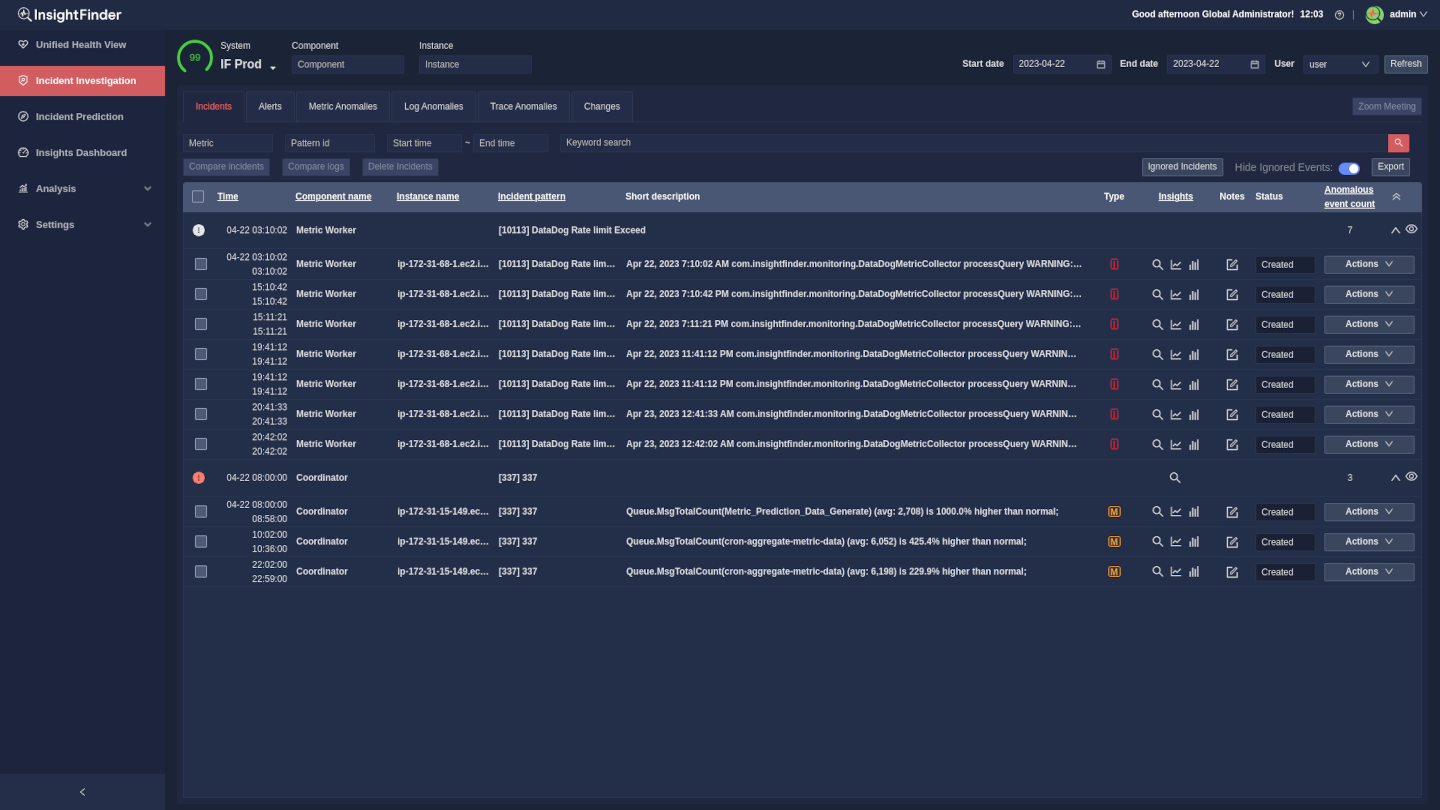 InsightFinder
Good afternoon Global Administrator! 12:03
admin
Unified Health View
Incident Investigation
Incident Prediction
Insights Dashboard
Analysis
Settings
99
System
IF Prod
Component
Component
Instance
Instance
Start date 2023-04-22 End date 2023-04-22 User user Refresh
Incidents Alerts Metric Anomalies Log Anomalies Trace Anomalies Changes Zoom Meeting
Metric Pattern id Start time ~ End time Keyword search
Compare incidents Compare logs Delete Incidents Ignored Incidents Hide Ignored Events: Export
Time Component name Instance name Incident pattern Short description Type Insights Notes Status Anomalous event count
04-22 03:10:02 Metric Worker [10113] DataDog Rate limit Exceed 7
04-22 03:10:02 Metric Worker ip-172-31-68-1.ec2.i... [10113] DataDog Rate lim... Apr 22, 2023 7:10:02 AM com.insightfinder.monitoring.DataDogMetricCollector processQuery WARNING:... I Created Actions
03:10:02
15:10:42 Metric Worker ip-172-31-68-1.ec2.i... [10113] DataDog Rate lim... Apr 22, 2023 7:10:42 PM com.insightfinder.monitoring.DataDogMetricCollector processQuery WARNING:... I Created Actions
15:10:42
15:11:21 Metric Worker ip-172-31-68-1.ec2.i... [10113] DataDog Rate lim... Apr 22, 2023 7:11:21 PM com.insightfinder.monitoring.DataDogMetricCollector processQuery WARNING:... I Created Actions
15:11:21
19:41:12 Metric Worker ip-172-31-68-1.ec2.i... [10113] DataDog Rate lim... Apr 22, 2023 11:41:12 PM com.insightfinder.monitoring.DataDogMetricCollector processQuery WARNIN... I Created Actions
19:41:12
19:41:12 Metric Worker ip-172-31-68-1.ec2.i... [10113] DataDog Rate lim... Apr 22, 2023 11:41:12 PM com.insightfinder.monitoring.DataDogMetricCollector processQuery WARNIN... I Created Actions
19:41:12
20:41:33 Metric Worker ip-172-31-68-1.ec2.i... [10113] DataDog Rate lim... Apr 23, 2023 12:41:33 AM com.insightfinder.monitoring.DataDogMetricCollector processQuery WARNIN... I Created Actions
20:41:33
20:42:02 Metric Worker ip-172-31-68-1.ec2.i... [10113] DataDog Rate lim... Apr 23, 2023 12:42:02 AM com.insightfinder.monitoring.DataDogMetricCollector processQuery WARNIN... I Created Actions
20:42:02
04-22 08:00:00 Coordinator [337] 337 3
04-22 08:00:00 Coordinator ip-172-31-15-149.ec... [337] 337 Queue.MsgTotalCount(Metric_Prediction_Data_Generate) (avg: 2,708) is 1000.0% higher than normal; M Created Actions
08:58:00
10:02:00 Coordinator ip-172-31-15-149.ec... [337] 337 Queue.MsgTotalCount(cron-aggregate-metric-data) (avg: 6,052) is 425.4% higher than normal; M Created Actions
10:36:00
22:02:00 Coordinator ip-172-31-15-149.ec... [337] 337 Queue.MsgTotalCount(cron-aggregate-metric-data) (avg: 6,198) is 229.9% higher than normal; M Created Actions
22:59:00